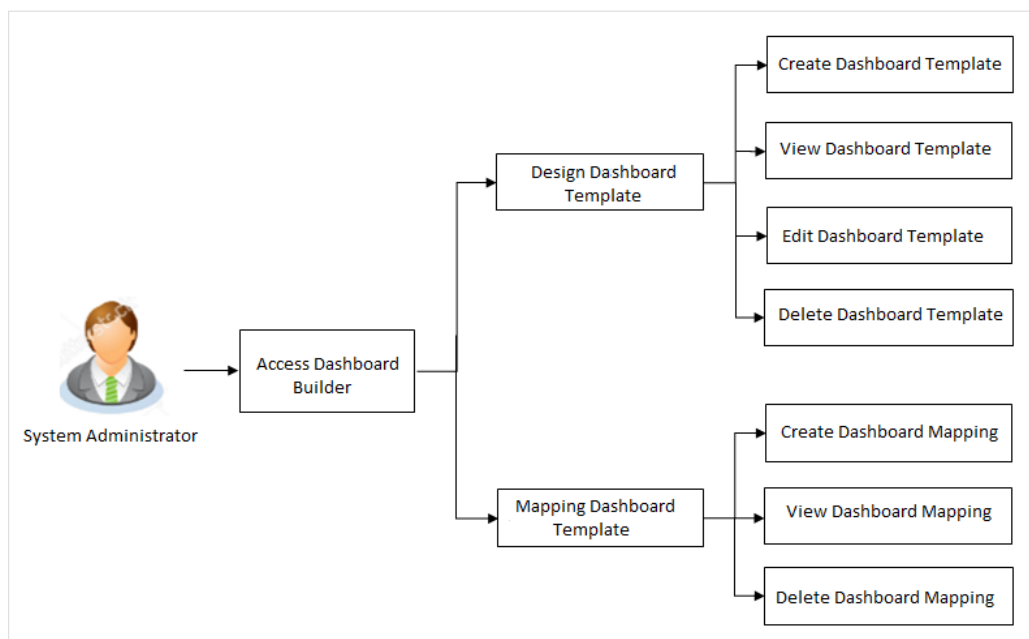 Create Dashboard Template
View Dashboard Template
Design Dashboard
Template
Edit Dashboard Template
Delete Dashboard Template
Access Dashboard
Builder
System Administrator
Create Dashboard Mapping
Mapping Dashboard
Template
View Dashboard Mapping
Delete Dashboard Mapping